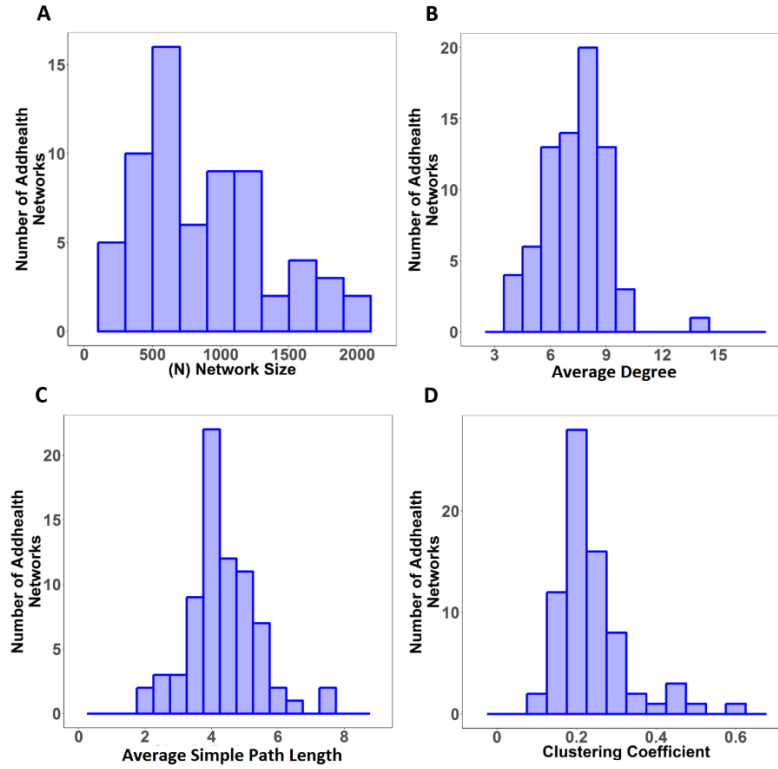 A
Number of Addhealth
Networks
15
10
5
0
0 500 1000 1500 2000
(N) Network Size
B
Number of Addhealth
Networks
20
15
10
5
0
3 6 9 12 15
Average Degree
C
Number of Addhealth
Networks
20
15
10
5
0
0 2 4 6 8
Average Simple Path Length
D
Number of Addhealth
Networks
20
10
0
0 0.2 0.4 0.6
Clustering Coefficient